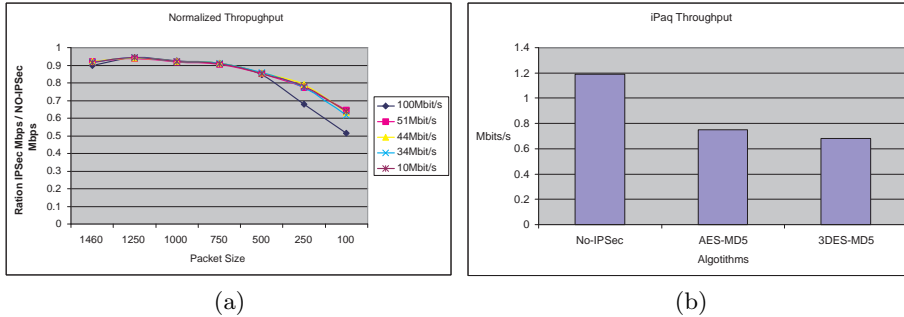 Normalized Thropughput
Ration IPSec Mbps / NO-IPSec
Mbps
1
0.9
0.8
0.7
0.6
0.5
0.4
0.3
0.2
0.1
0
1460 1250 1000 750 500 250 100
Packet Size
100Mbit/s
51Mbit/s
44Mbit/s
34Mbit/s
10Mbit/s
(a)
iPaq Throughput
Mbits/s
1.4
1.2
1
0.8
0.6
0.4
0.2
0
No-IPSec AES-MD5 3DES-MD5
Algotithms
(b)